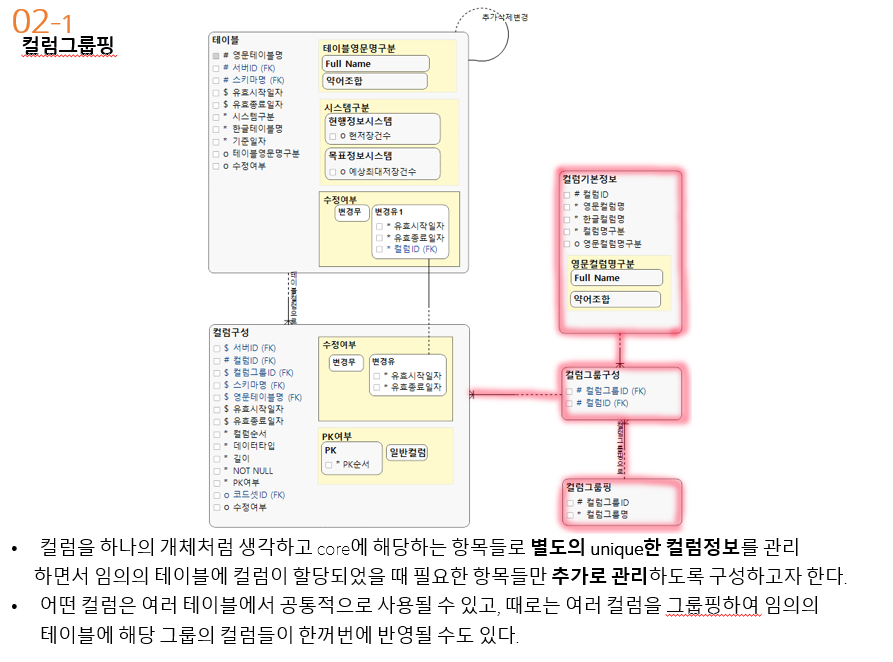 02-1
컬럼그룹핑
추가삭제변경
테이블
# 영문테이블명
# 서버ID (FK)
# 스키마명 (FK)
$ 유효시작일자
$ 유효종료일자
* 시스템구분
* 한글테이블명
* 기준일자
o 테이블영문명구분
o 수정여부
테이블영문명구분
Full Name
약어조합
시스템구분
현행정보시스템
o 현저장건수
목표정보시스템
o 예상최대저장건수
수정여부
변경무
변경유1
* 유효시작일자
* 유효종료일자
* 컬럼ID (FK)
컬럼구성
$ 서버ID (FK)
# 컬럼ID (FK)
$ 컬럼그룹ID (FK)
$ 스키마명 (FK)
$ 영문테이블명 (FK)
$ 유효시작일자
$ 유효종료일자
* 컬럼순서
* 데이터타입
* 길이
* NOT NULL
* PK여부
o 코드셋ID (FK)
o 수정여부
수정여부
변경무
변경유
* 유효시작일자
* 유효종료일자
PK여부
PK
* PK순서
일반컬럼
컬럼기본정보
# 컬럼ID
* 영문컬럼명
* 한글컬럼명
* 컬럼명구분
o 영문컬럼명구분
영문컬럼명구분
Full Name
약어조합
컬럼그룹구성
# 컬럼그룹ID (FK)
# 컬럼ID (FK)
컬럼그룹핑
# 컬럼그룹ID
* 컬럼그룹명
• 컬럼을 하나의 개체처럼 생각하고 core에 해당하는 항목들로 별도의 unique한 컬럼정보를 관리
하면서 임의의 테이블에 컬럼이 할당되었을 때 필요한 항목들만 추가로 관리하도록 구성하고자 한다.
• 어떤 컬럼은 여러 테이블에서 공통적으로 사용될 수 있고, 때로는 여러 컬럼을 그룹핑하여 임의의
테이블에 해당 그룹의 컬럼들이 한꺼번에 반영될 수도 있다.